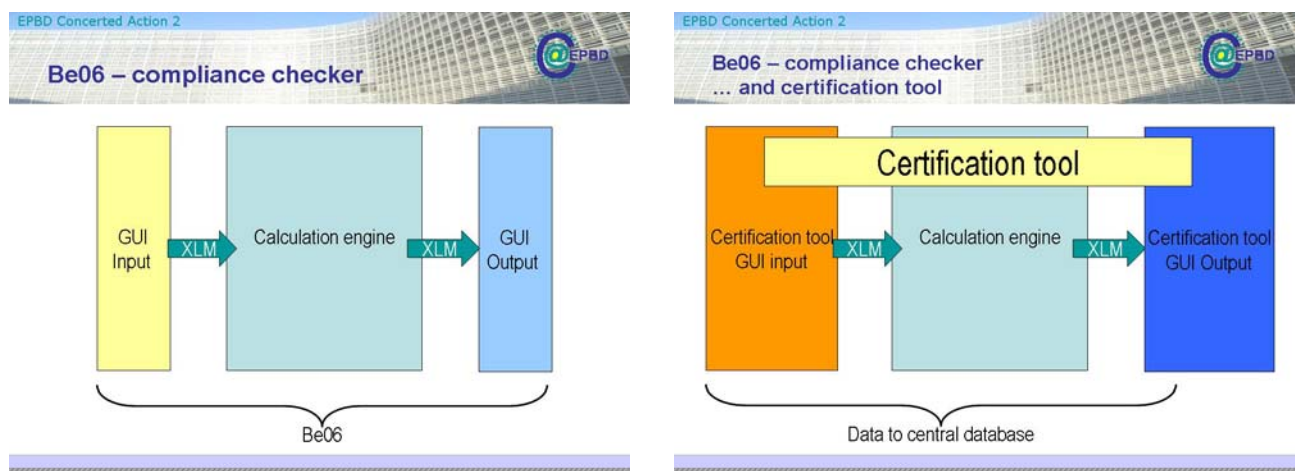 EPBD Concerted Action 2
@EPBD
Be06 – compliance checker
GUI
Input
XLM
Calculation engine
XLM
GUI
Output
Be06
EPBD Concerted Action 2
@EPBD
Be06 – compliance checker
... and certification tool
Certification tool
Certification tool
GUI input
XLM
Calculation engine
XLM
Certification tool
GUI Output
Data to central database